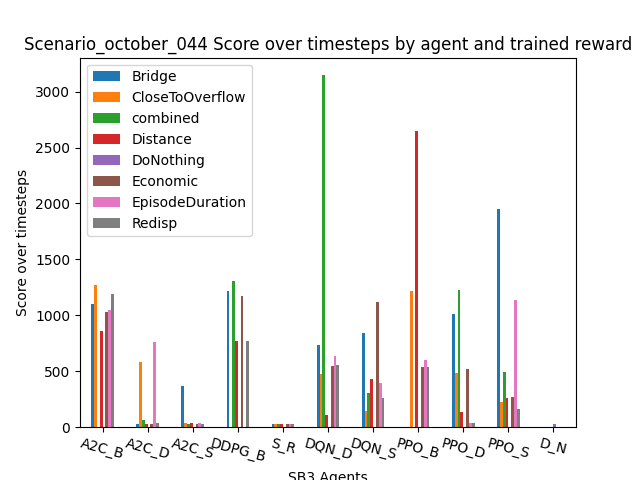 Scenario_october_044 Score over timesteps by agent and trained reward
Bridge
CloseToOverflow
combined
Distance
DoNothing
Economic
EpisodeDuration
Redisp
Score over timesteps
3000
2500
2000
1500
1000
500
0
A2C_B
A2C_D
A2C_S
DDPG_B
S_R
DQN_D
DQN_S
PPO_B
PPO_D
PPO_S
D_N
SB3 Agents